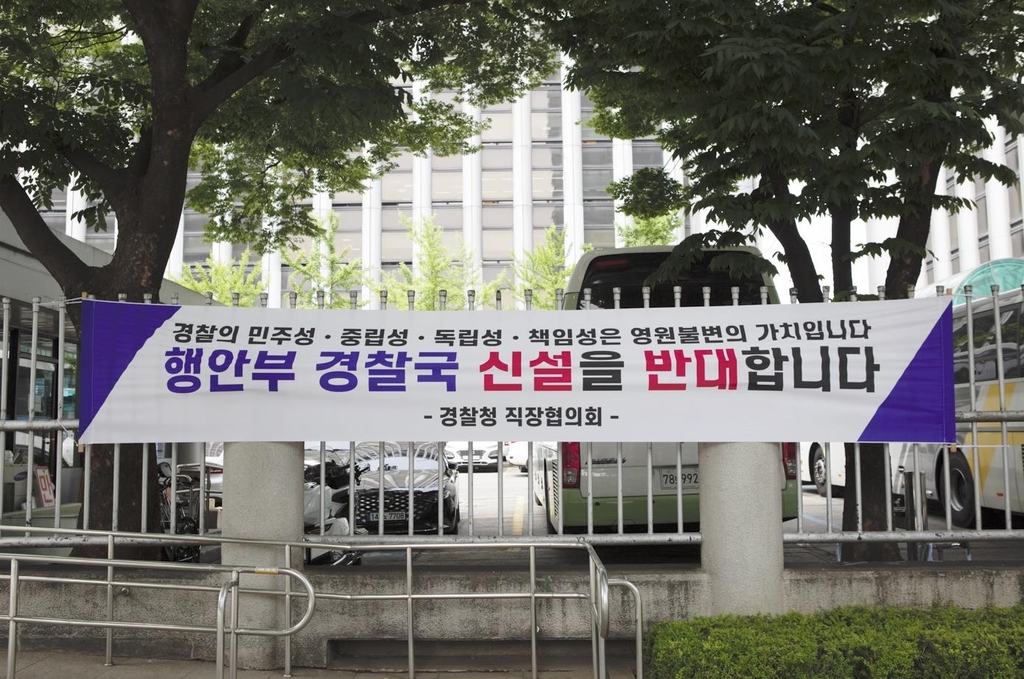 경찰의 민주성 · 중립성 · 독립성 · 책임성은 영원불변의 가치입니다
행안부 경찰국 신설을 반대합니다
- 경찰청 직장협의회 -